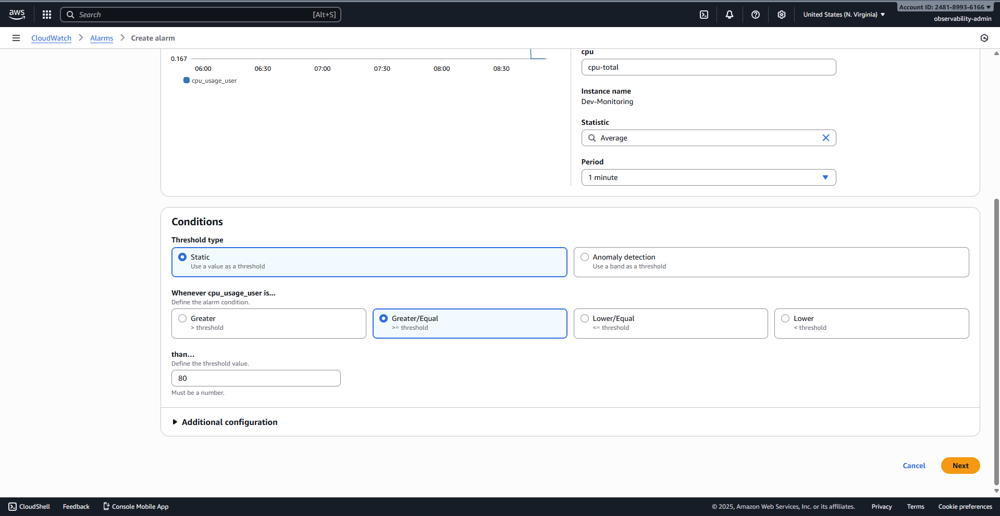 aws
Search
[Alt+S]
United States (N. Virginia)
Account ID: 2481-8993-6166
observability-admin
CloudWatch
Alarms
Create alarm
0.167
06:00
06:30
07:00
07:30
08:00
08:30
cpu_usage_user
cpu
cpu-total
Instance name
Dev-Monitoring
Statistic
Average
Period
1 minute
Conditions
Threshold type
Static
Use a value as a threshold
Anomaly detection
Use a band as a threshold
Whenever cpu_usage_user is...
Define the alarm condition.
Greater
> threshold
Greater/Equal
>= threshold
Lower/Equal
<= threshold
Lower
< threshold
than...
Define the threshold value.
80
Must be a number.
Additional configuration
Cancel
Next
CloudShell
Feedback
Console Mobile App
© 2025, Amazon Web Services, Inc. or its affiliates.
Privacy
Terms
Cookie preferences